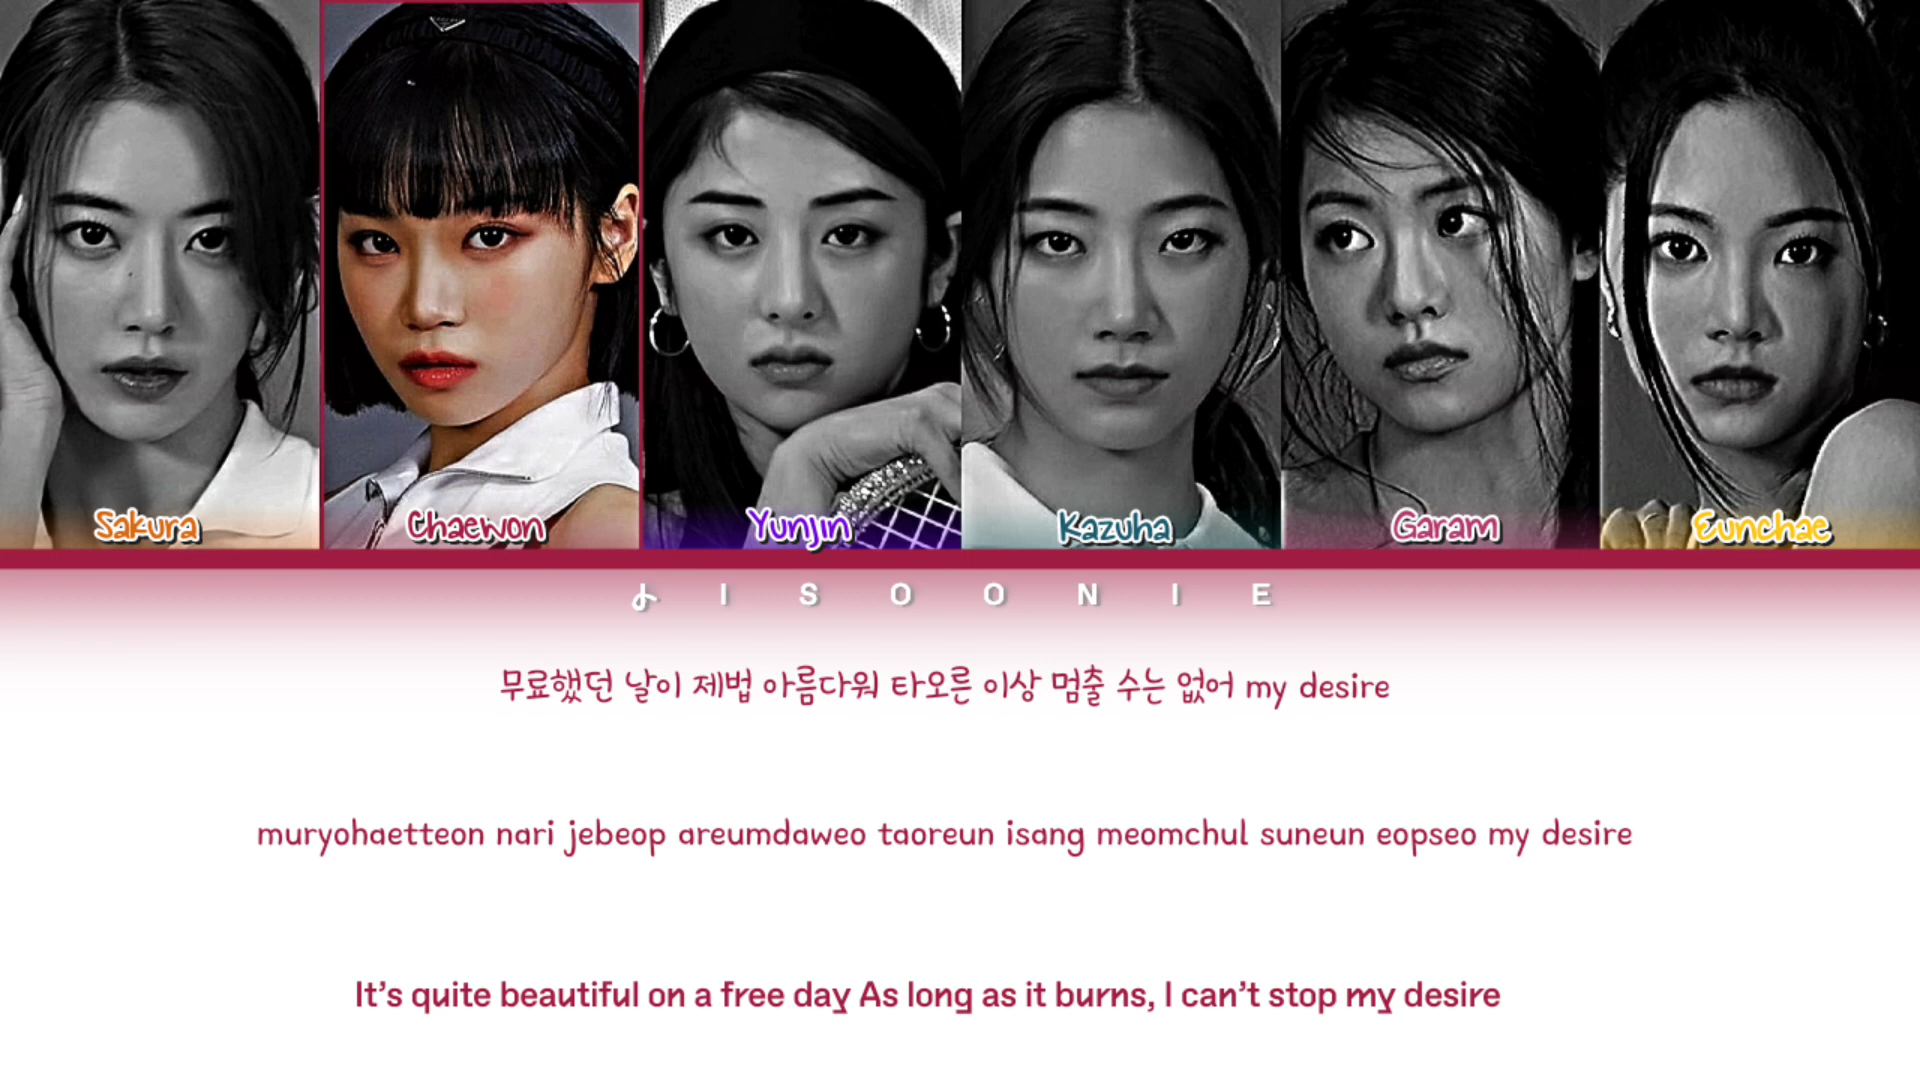 Sakura
Chaewon
Yunjin
Kazuha
Garam
Eunchae
JISOONIE
무료했던 날이 제법 아름다워 타오른 이상 멈출 수는 없어 my desire
muryohaetteon nari jebeop areumdaweo taoreun isang meomchul suneun eopseo my desire
It’s quite beautiful on a free day As long as it burns, I can’t stop my desire